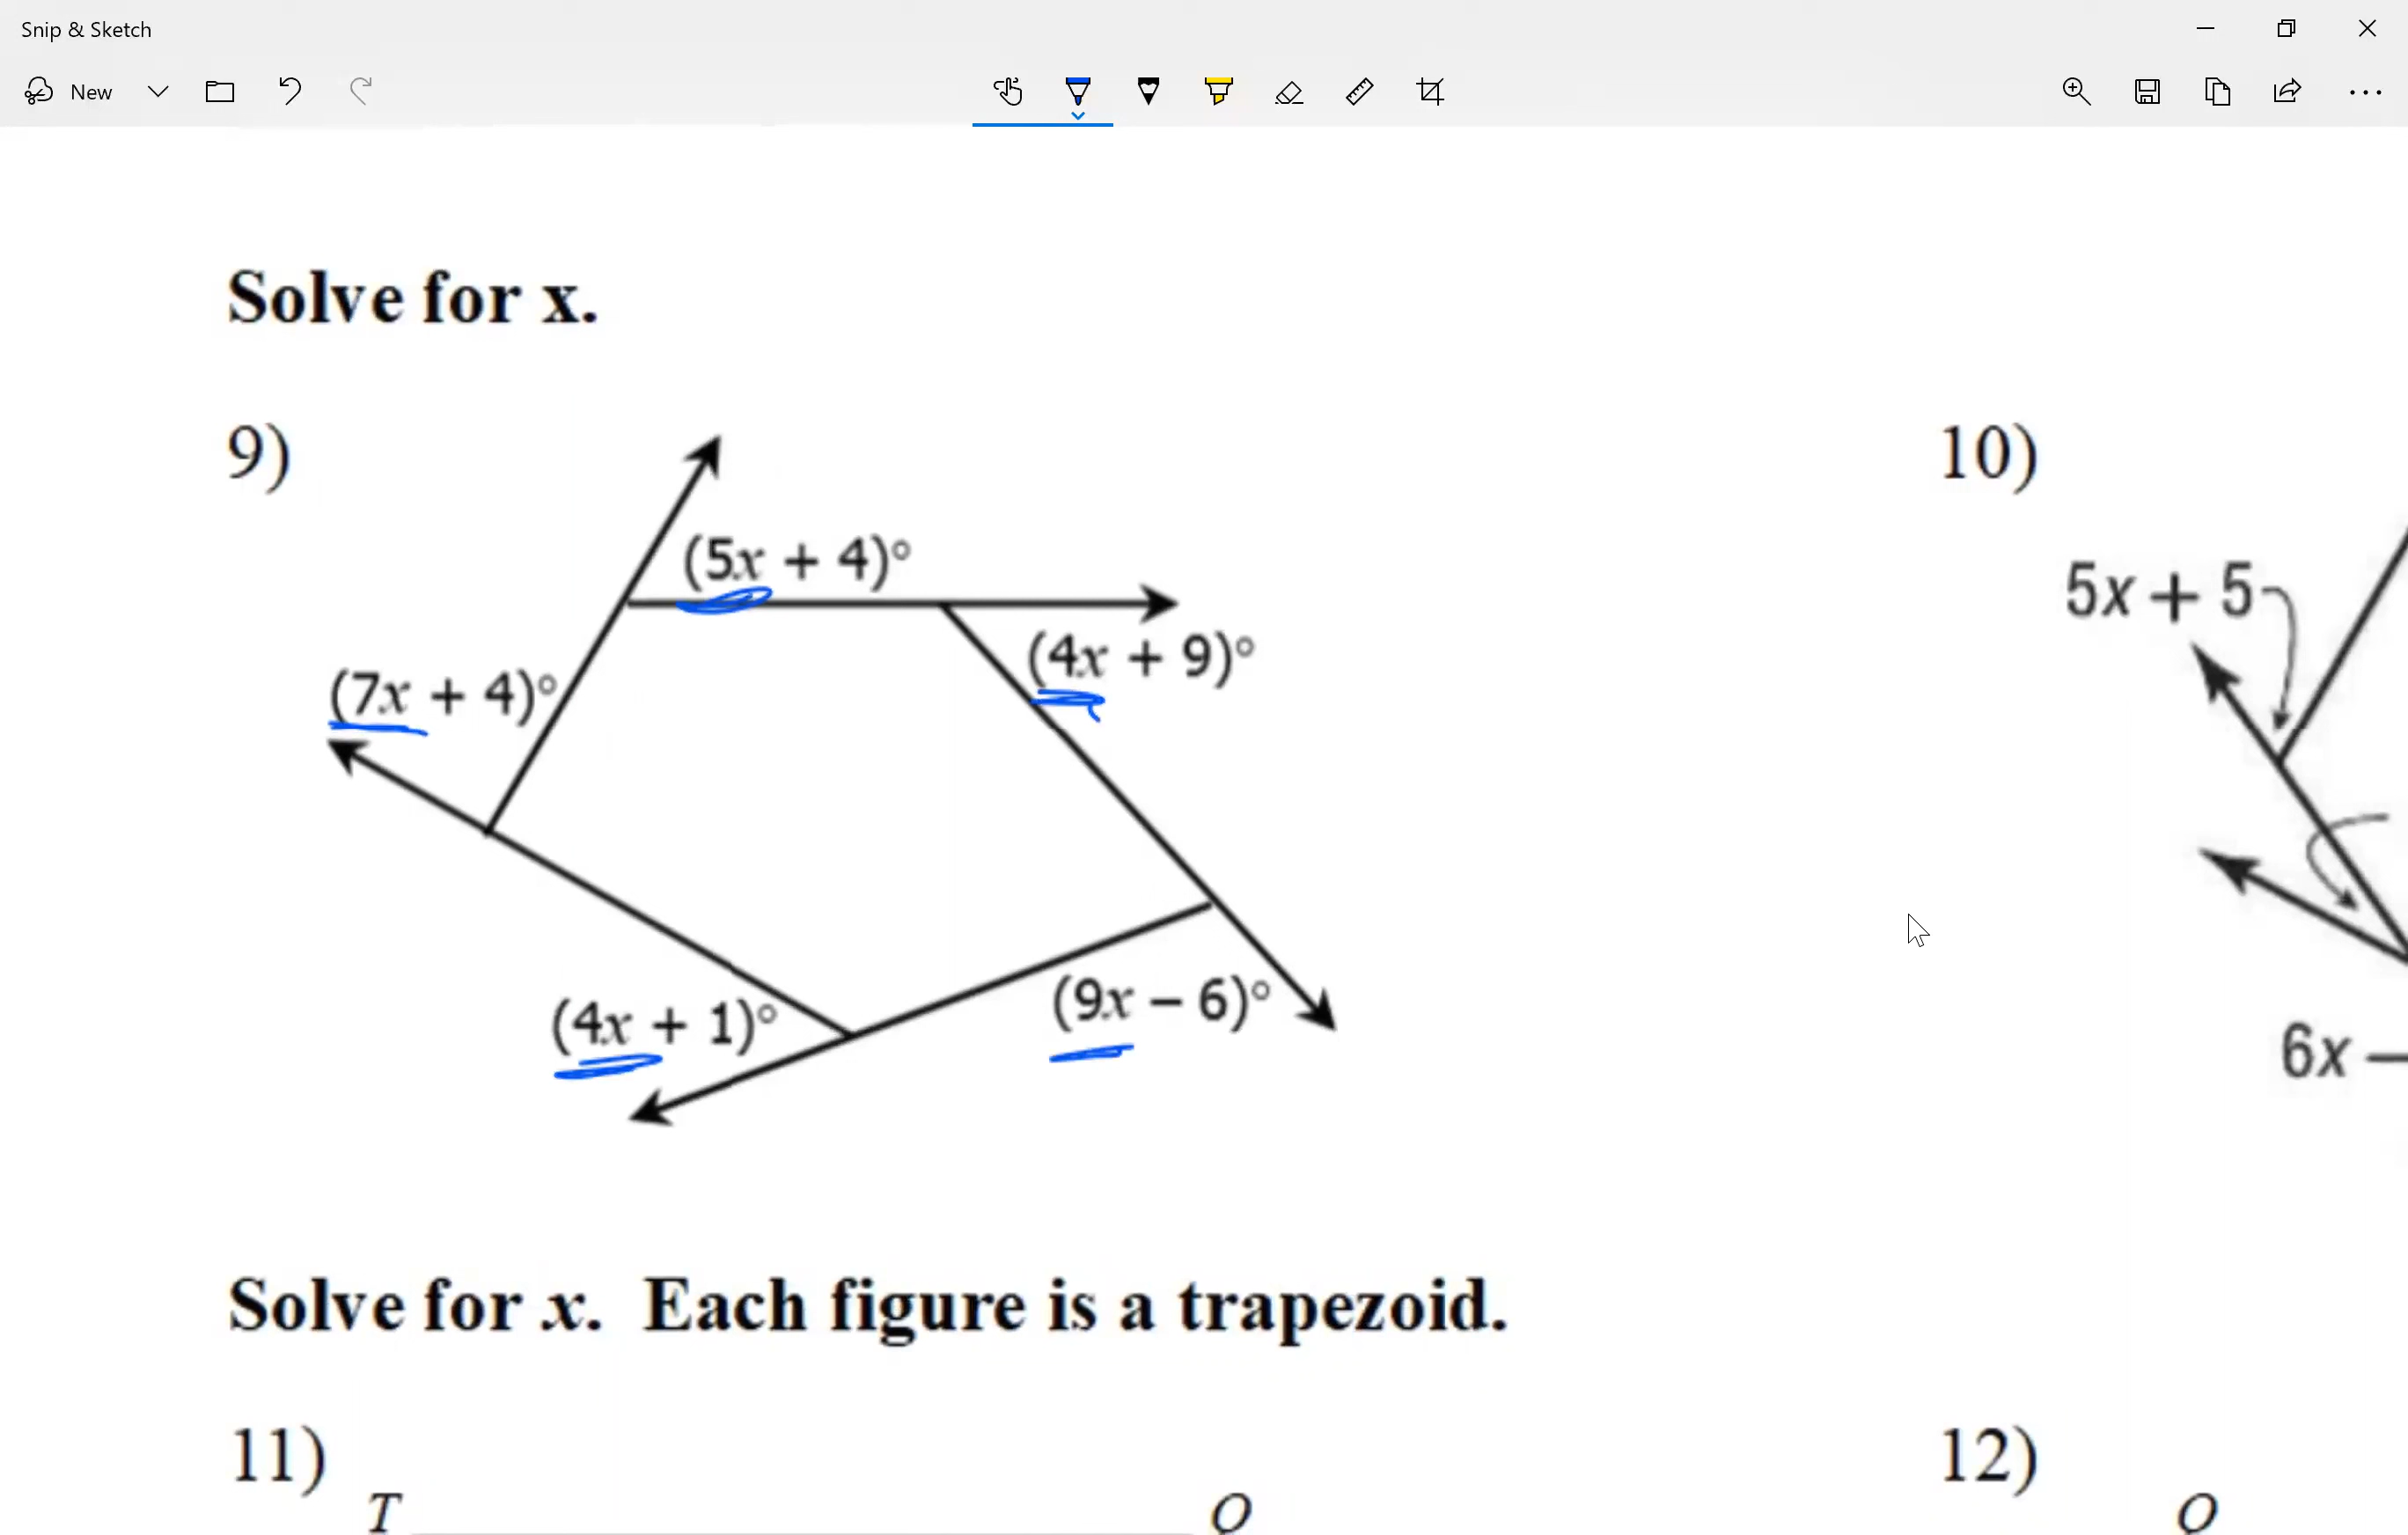 Snip & Sketch
New
Solve for x.
9)
10)
(5x + 4)°
5x + 5
(4x + 9)°
(7x + 4)°
(9x − 6)°
(4x + 1)°
6x −
Solve for x. Each figure is a trapezoid.
11)
12)
T
Q
Q